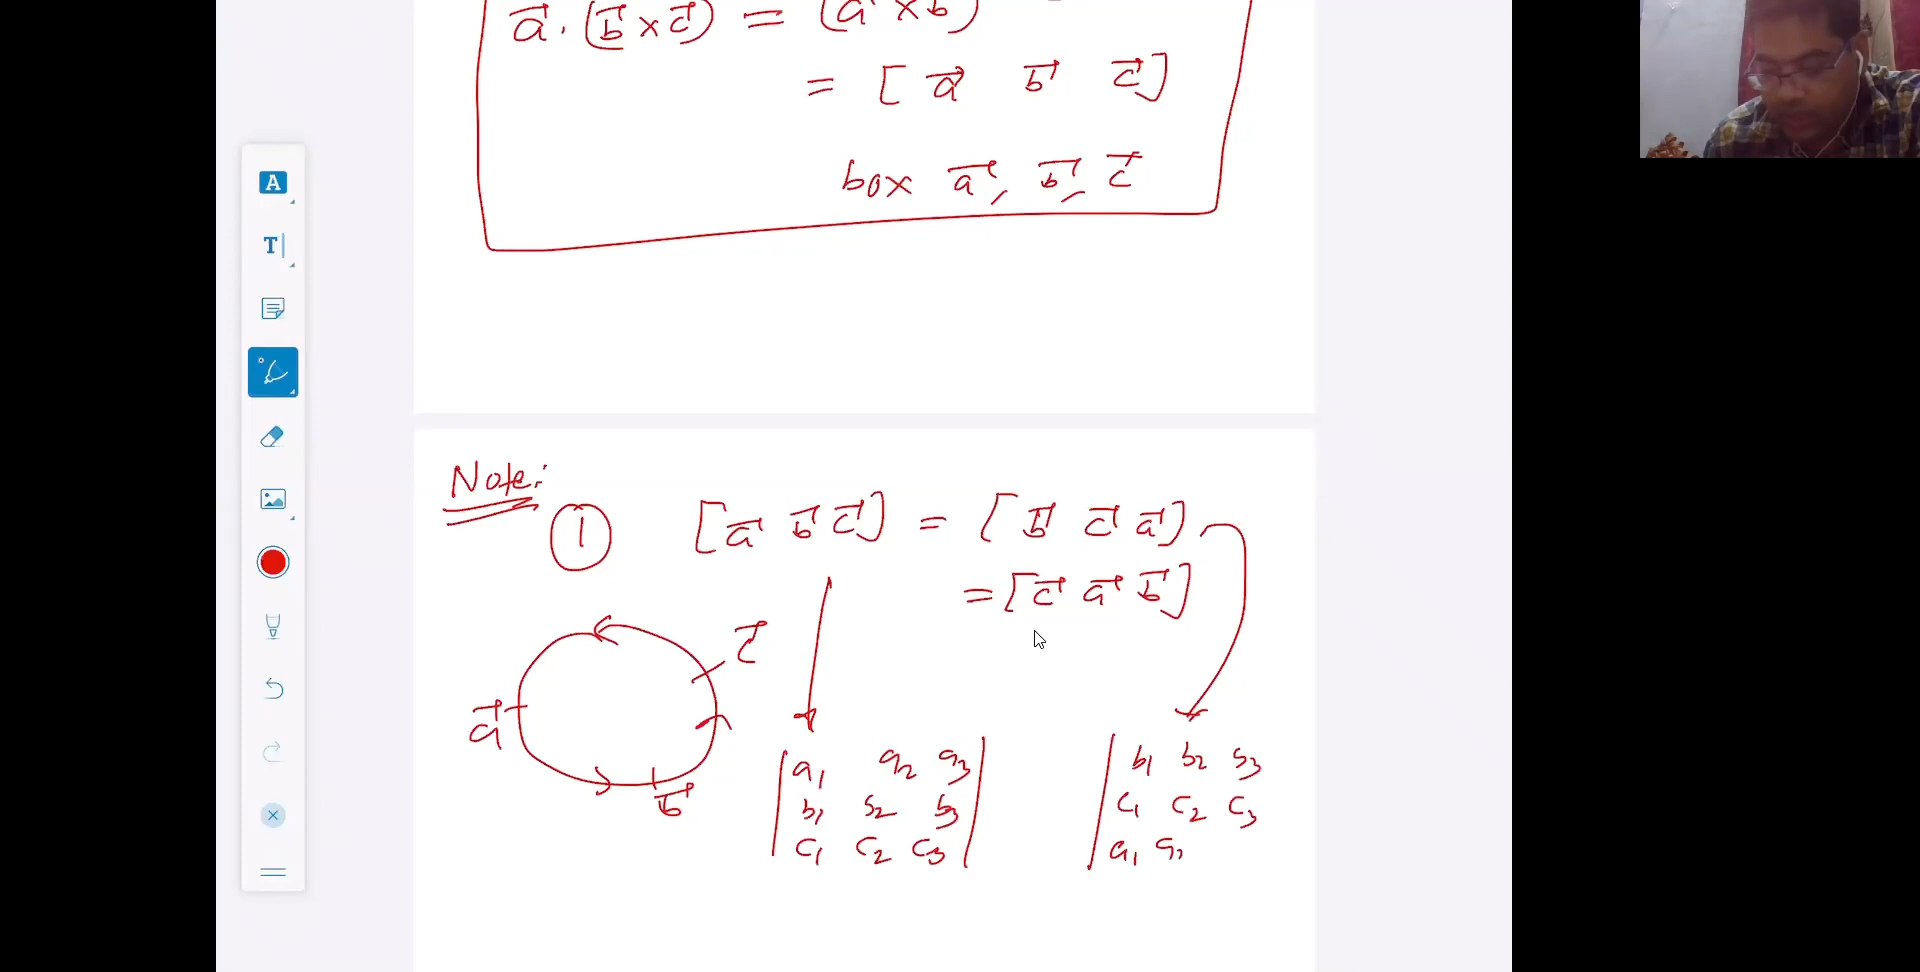 a⃗ · (b⃗ × c⃗) = (a⃗ × b⃗)
= [ a⃗ b⃗ c⃗ ]
box a⃗, b⃗, c⃗
Note:
① [a⃗ b⃗ c⃗] = [b⃗ c⃗ a⃗]
= [c⃗ a⃗ b⃗]
c⃗
a⃗
b⃗
a₁ a₂ a₃
b₁ b₂ b₃
c₁ c₂ c₃
b₁ b₂ b₃
c₁ c₂ c₃
a₁ a₂
A
T